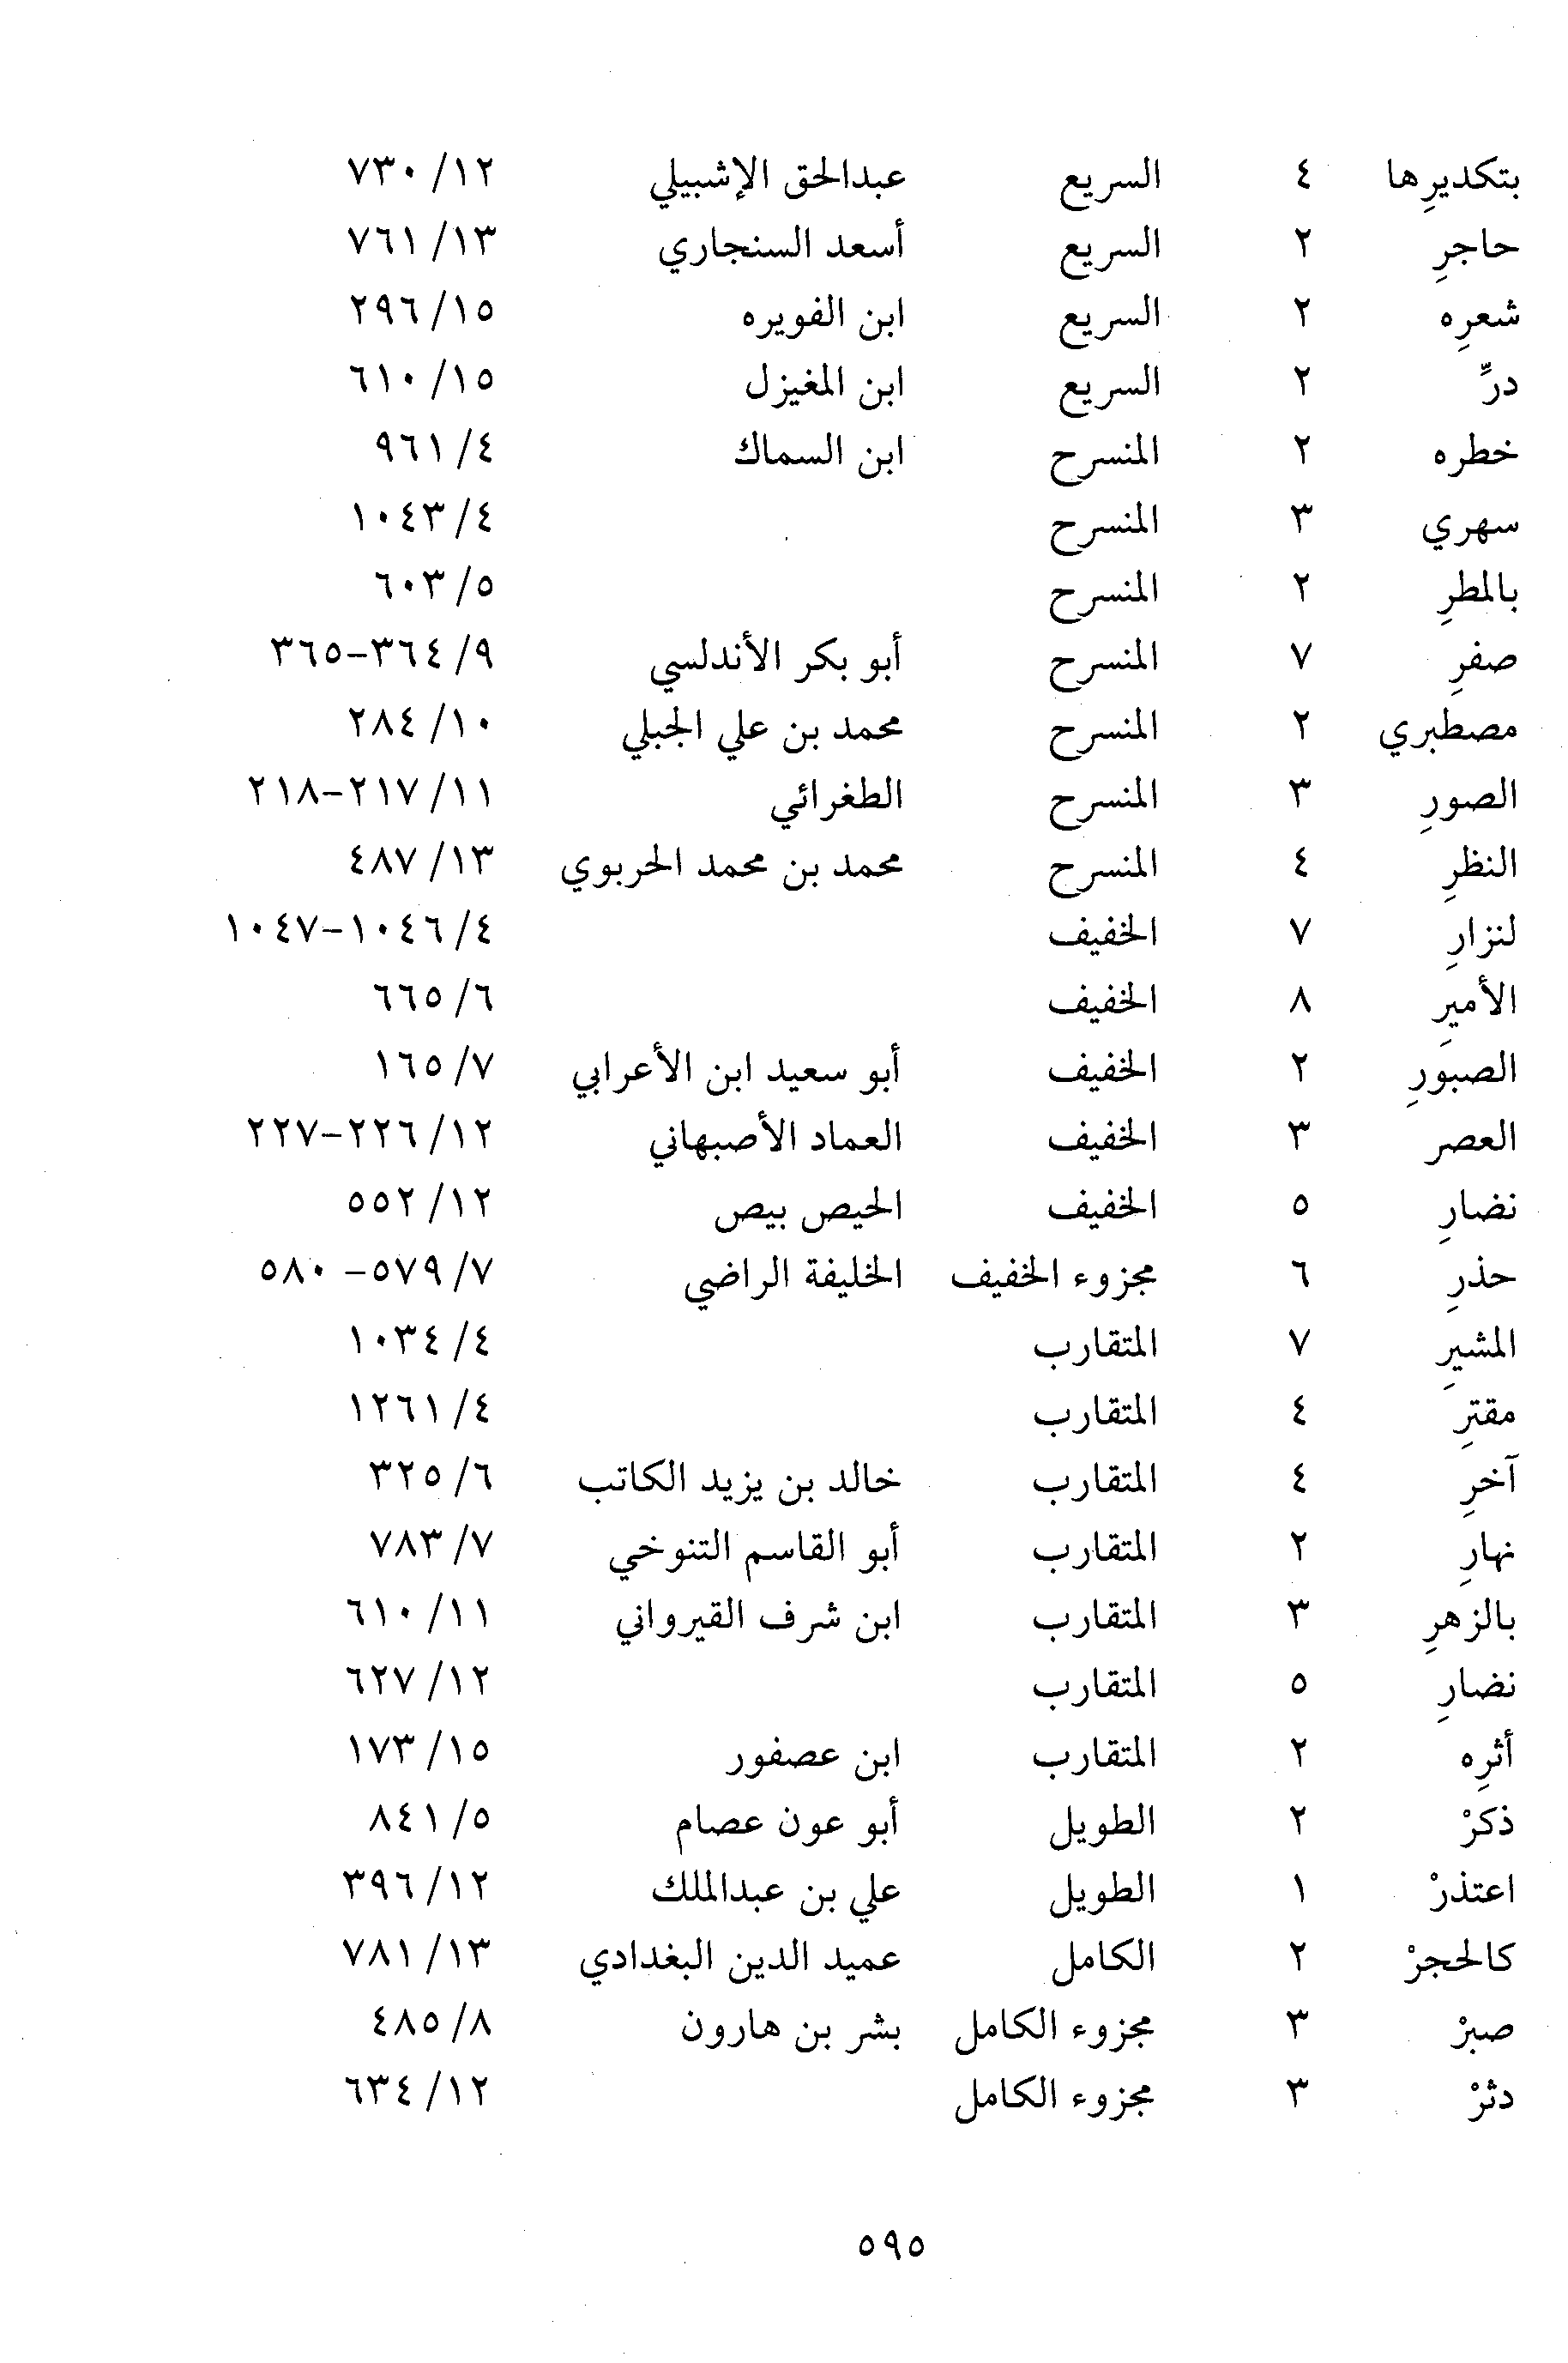 بتكديرِها ٤ السريع عبدالحق الإشبيلي ١٢/ ٧٣٠
حاجرِ ٢ السريع أسعد السنجاري ١٣/ ٧٦١
شعرِه ٢ السريع ابن الفويره ١٥/ ٢٩٦
درِّ ٢ السريع ابن المغيزل ١٥/ ٦١٠
خطره ٢ المنسرح ابن السماك ٤/ ٩٦١
سهري ٣ المنسرح ٤/ ١٠٤٣
بالمطرِ ٢ المنسرح ٥/ ٦٠٣
صفرِ ٧ المنسرح أبو بكر الأندلسي ٩/ ٣٦٤-٣٦٥
مصطبري ٢ المنسرح محمد بن علي الجبلي ١٠/ ٢٨٤
الصورِ ٣ المنسرح الطغرائي ١١/ ٢١٧-٢١٨
النظرِ ٤ المنسرح محمد بن محمد الحربوي ١٣/ ٤٨٧
لنزارِ ٧ الخفيف ٤/ ١٠٤٦-١٠٤٧
الأميرِ ٨ الخفيف ٦/ ٦٦٥
الصبورِ ٢ الخفيف أبو سعيد ابن الأعرابي ٧/ ١٦٥
العصر ٣ الخفيف العماد الأصبهاني ١٢/ ٢٢٦-٢٢٧
نضارِ ٥ الخفيف الحيص بيص ١٢/ ٥٥٢
حذرِ ٦ مجزوء الخفيف الخليفة الراضي ٧/ ٥٧٩- ٥٨٠
المشيرِ ٧ المتقارب ٤/ ١٠٣٤
مقترِ ٤ المتقارب ٤/ ١٢٦١
آخرِ ٤ المتقارب خالد بن يزيد الكاتب ٦/ ٣٢٥
نهارِ ٢ المتقارب أبو القاسم التنوخي ٧/ ٧٨٣
بالزهرِ ٣ المتقارب ابن شرف القيرواني ١١/ ٦١٠
نضارِ ٥ المتقارب ١٢/ ٦٢٧
أثرِه ٢ المتقارب ابن عصفور ١٥/ ١٧٣
ذكرْ ٢ الطويل أبو عون عصام ٥/ ٨٤١
اعتذرْ ١ الطويل علي بن عبدالملك ١٢/ ٣٩٦
كالحجرْ ٢ الكامل عميد الدين البغدادي ١٣/ ٧٨١
صبرْ ٣ مجزوء الكامل بشر بن هارون ٨/ ٤٨٥
دثرْ ٣ مجزوء الكامل ١٢/ ٦٣٤
٥٩٥